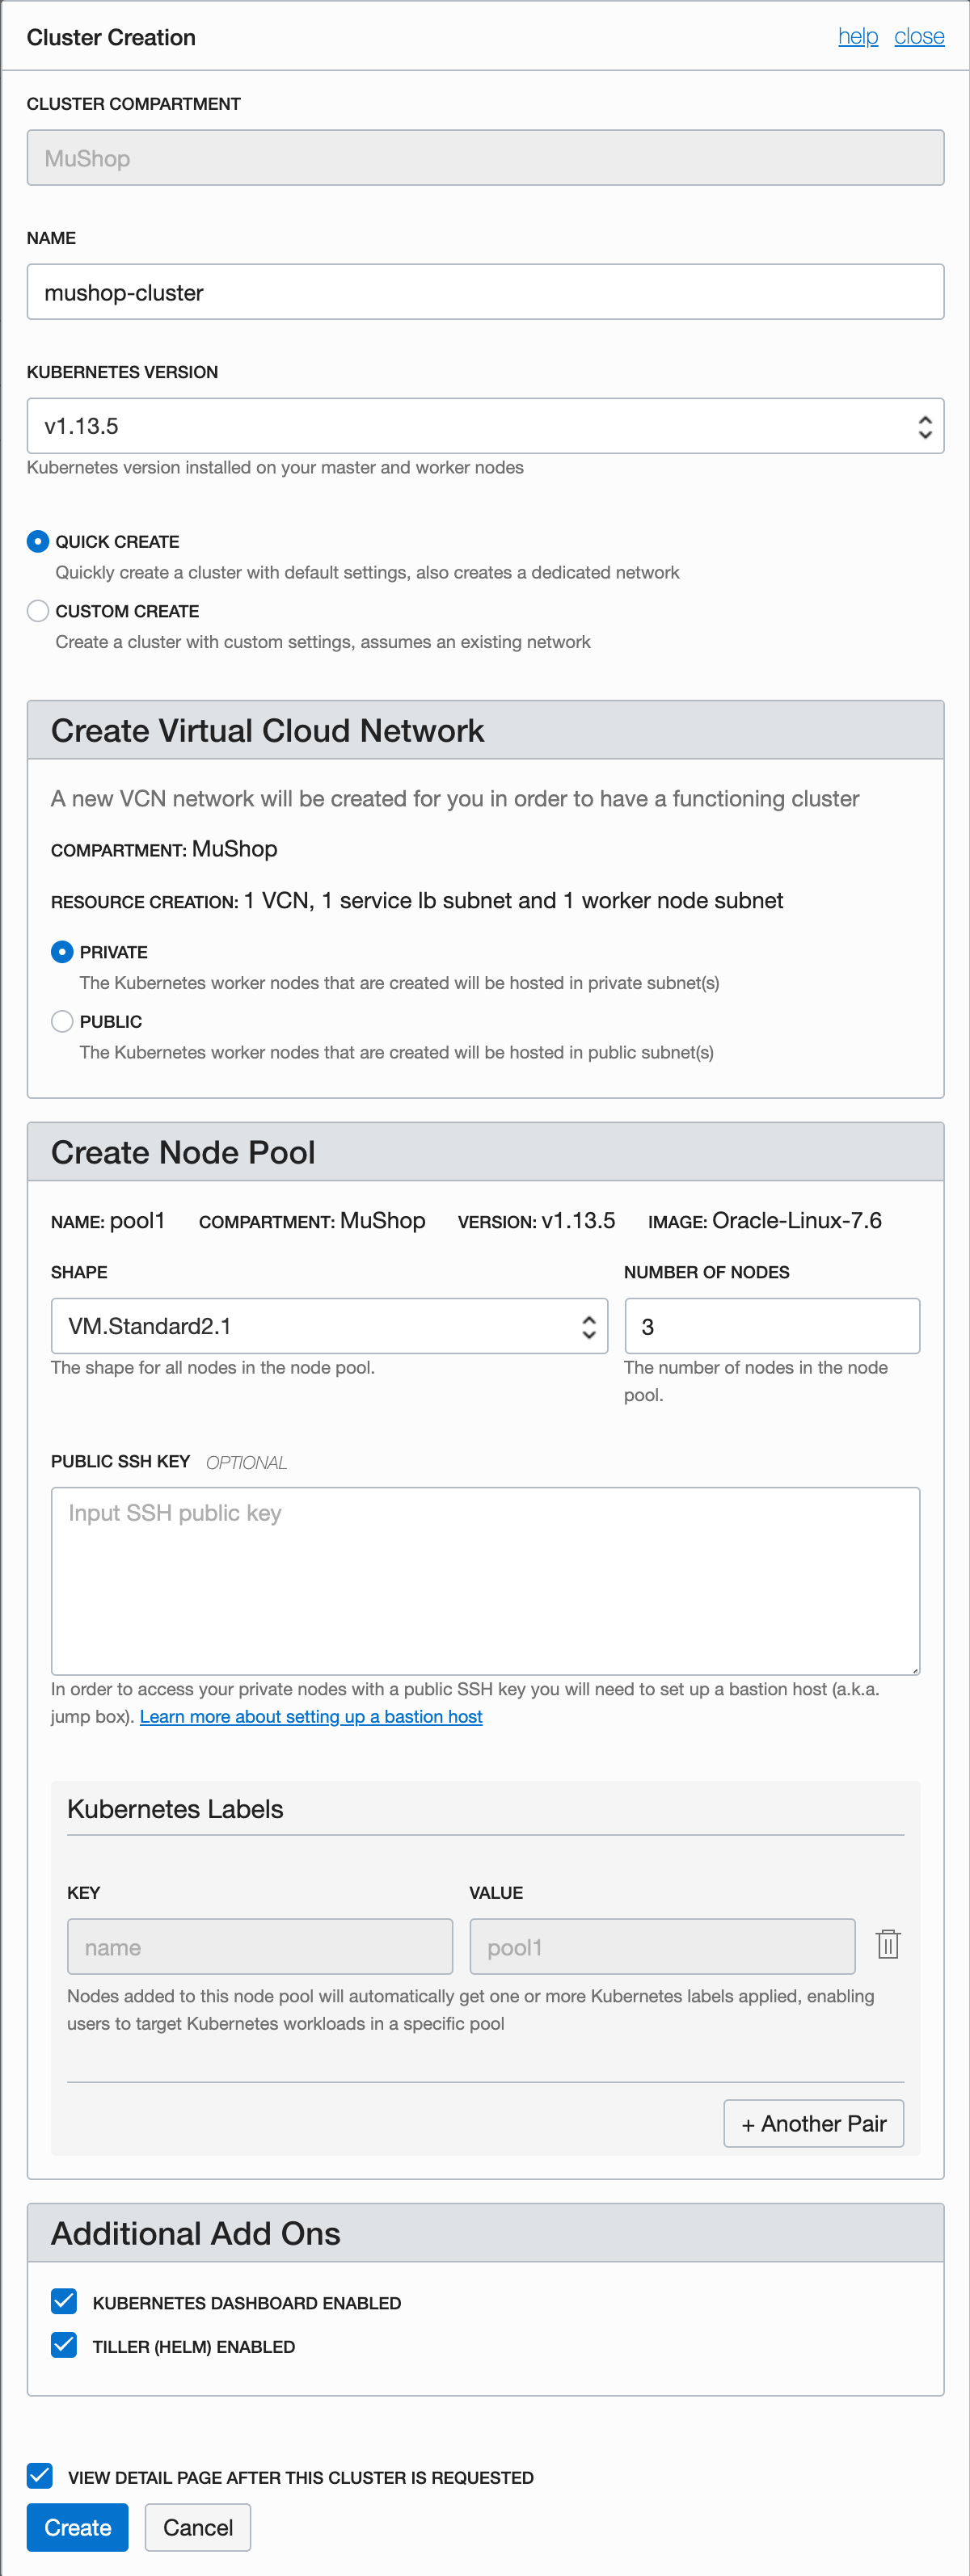 Cluster Creation help close
CLUSTER COMPARTMENT
MuShop
NAME
mushop-cluster
KUBERNETES VERSION
v1.13.5
Kubernetes version installed on your master and worker nodes
QUICK CREATE
Quickly create a cluster with default settings, also creates a dedicated network
CUSTOM CREATE
Create a cluster with custom settings, assumes an existing network
Create Virtual Cloud Network
A new VCN network will be created for you in order to have a functioning cluster
COMPARTMENT: MuShop
RESOURCE CREATION: 1 VCN, 1 service lb subnet and 1 worker node subnet
PRIVATE
The Kubernetes worker nodes that are created will be hosted in private subnet(s)
PUBLIC
The Kubernetes worker nodes that are created will be hosted in public subnet(s)
Create Node Pool
NAME: pool1 COMPARTMENT: MuShop VERSION: v1.13.5 IMAGE: Oracle-Linux-7.6
SHAPE NUMBER OF NODES
VM.Standard2.1 3
The shape for all nodes in the node pool. The number of nodes in the node
pool.
PUBLIC SSH KEY OPTIONAL
Input SSH public key
In order to access your private nodes with a public SSH key you will need to set up a bastion host (a.k.a.
jump box). Learn more about setting up a bastion host
Kubernetes Labels
KEY VALUE
name pool1
Nodes added to this node pool will automatically get one or more Kubernetes labels applied, enabling
users to target Kubernetes workloads in a specific pool
+ Another Pair
Additional Add Ons
KUBERNETES DASHBOARD ENABLED
TILLER (HELM) ENABLED
VIEW DETAIL PAGE AFTER THIS CLUSTER IS REQUESTED
Create Cancel